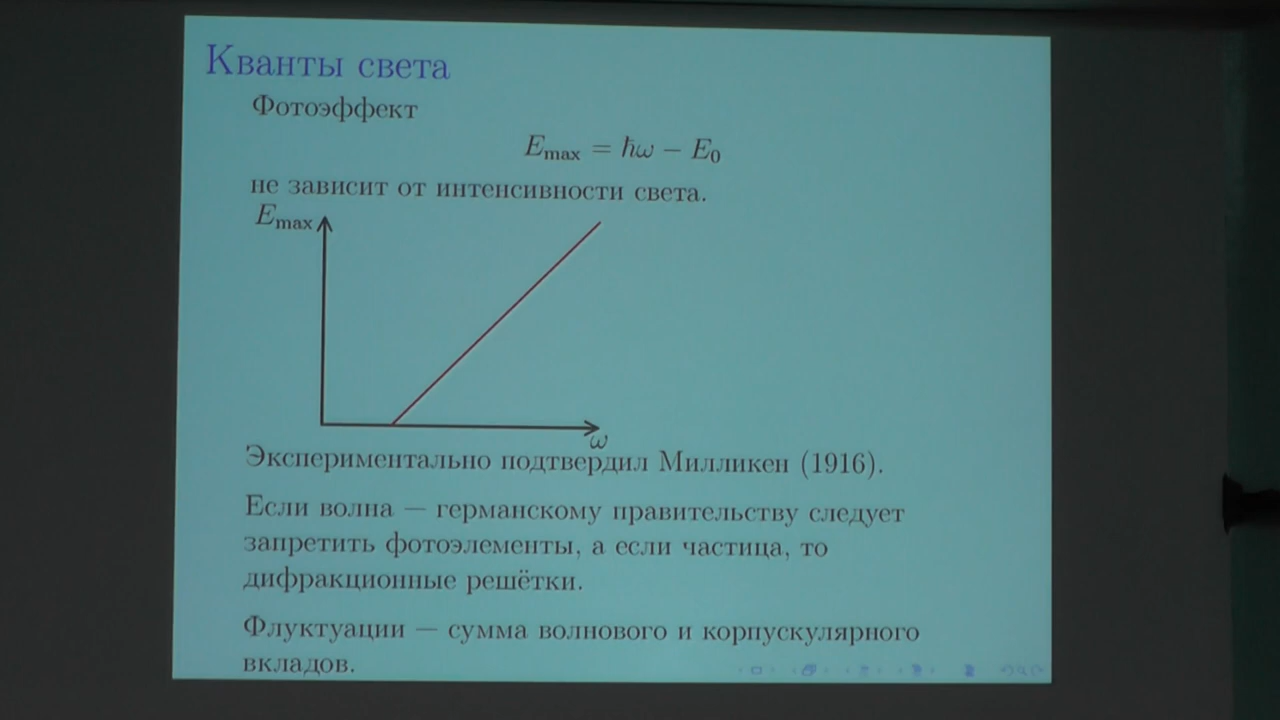 Кванты света
Фотоэффект
E_max = ħω − E_0
не зависит от интенсивности света.
E_max
ω
Экспериментально подтвердил Милликен (1916).
Если волна — германскому правительству следует
запретить фотоэлементы, а если частица, то
дифракционные решётки.
Флуктуации — сумма волнового и корпускулярного
вкладов.